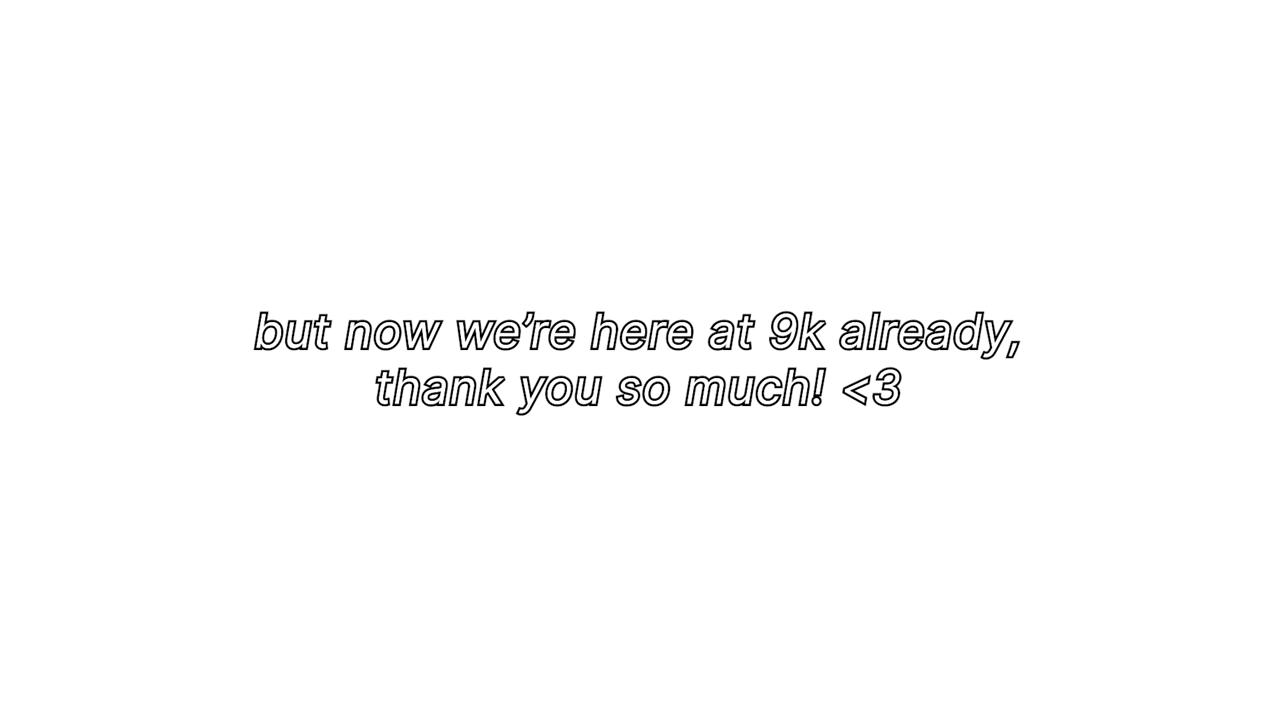 but now we’re here at 9k already,
thank you so much! <3